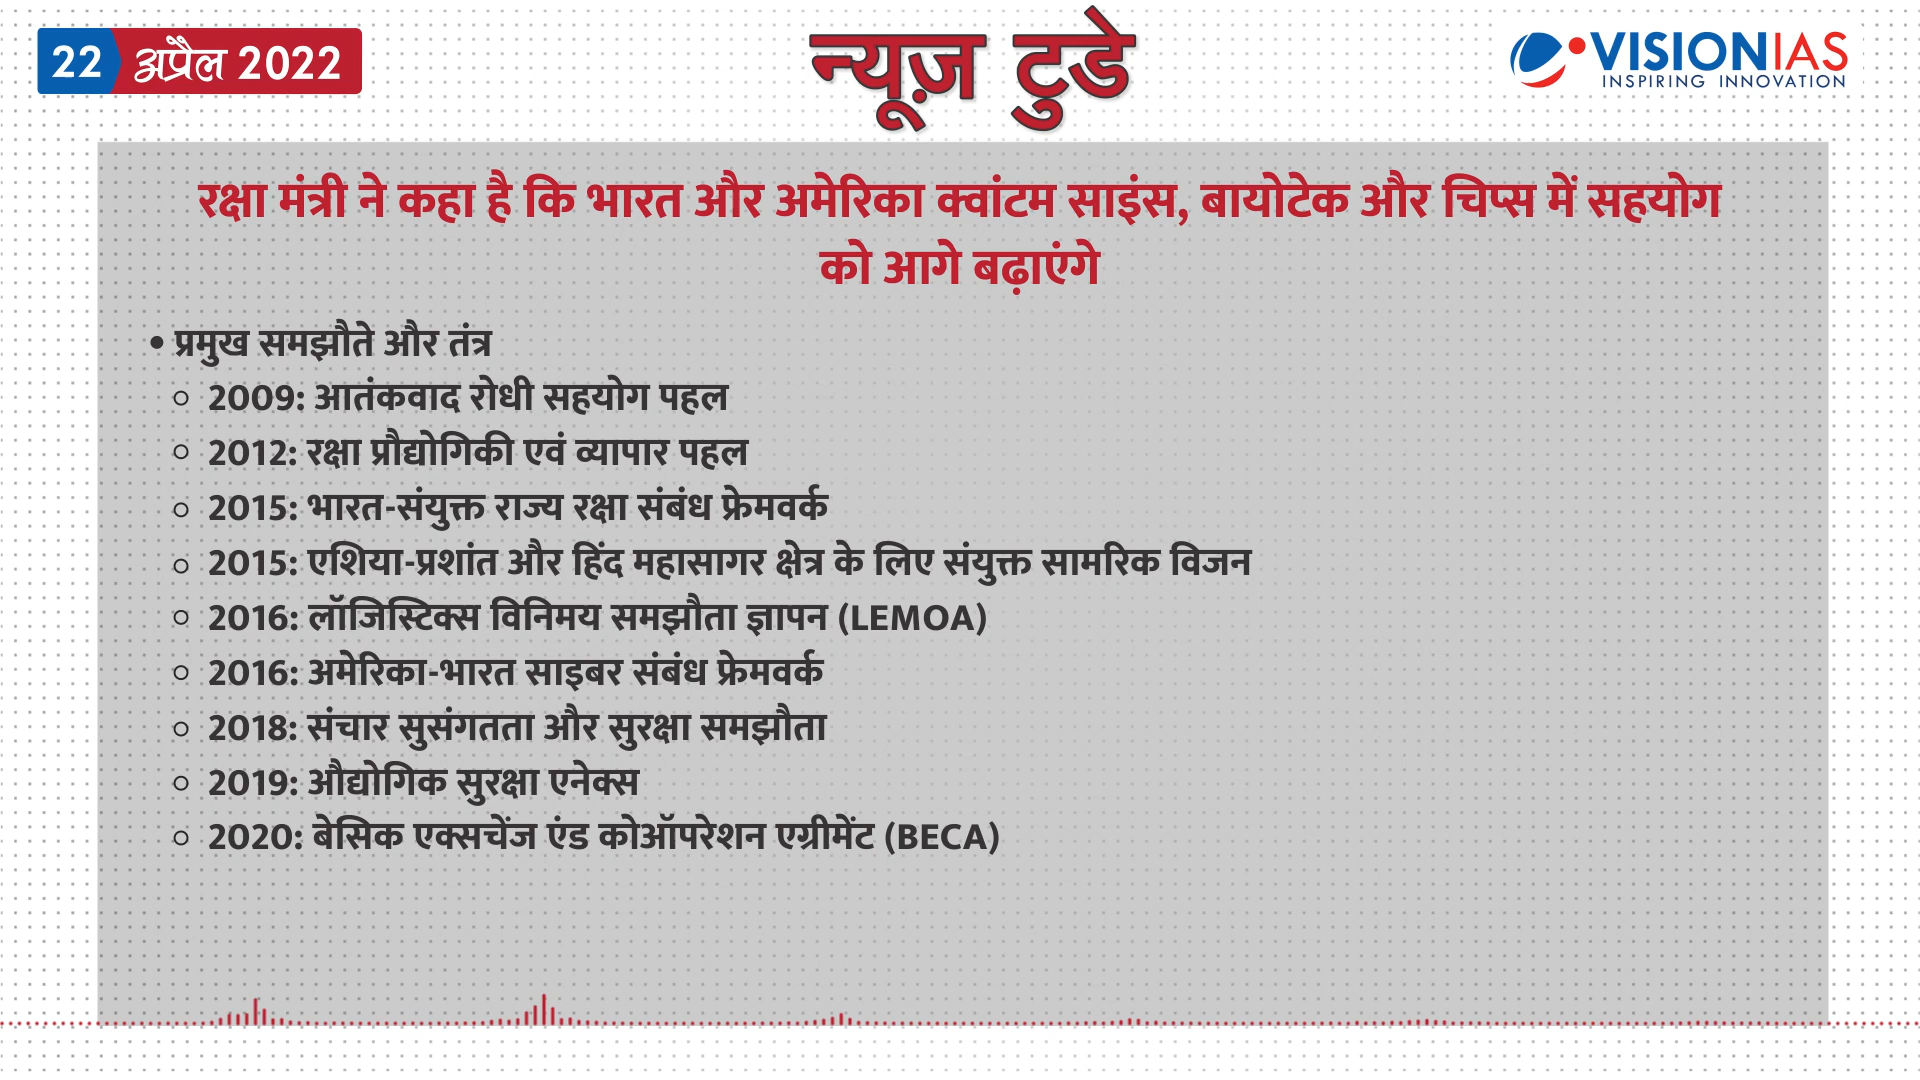 22 अप्रैल 2022
न्यूज़ टुडे
VISIONIAS
INSPIRING INNOVATION
रक्षा मंत्री ने कहा है कि भारत और अमेरिका क्वांटम साइंस, बायोटेक और चिप्स में सहयोग
को आगे बढ़ाएंगे
• प्रमुख समझौते और तंत्र
○ 2009: आतंकवाद रोधी सहयोग पहल
○ 2012: रक्षा प्रौद्योगिकी एवं व्यापार पहल
○ 2015: भारत-संयुक्त राज्य रक्षा संबंध फ्रेमवर्क
○ 2015: एशिया-प्रशांत और हिंद महासागर क्षेत्र के लिए संयुक्त सामरिक विजन
○ 2016: लॉजिस्टिक्स विनिमय समझौता ज्ञापन (LEMOA)
○ 2016: अमेरिका-भारत साइबर संबंध फ्रेमवर्क
○ 2018: संचार सुसंगतता और सुरक्षा समझौता
○ 2019: औद्योगिक सुरक्षा एनेक्स
○ 2020: बेसिक एक्सचेंज एंड कोऑपरेशन एग्रीमेंट (BECA)